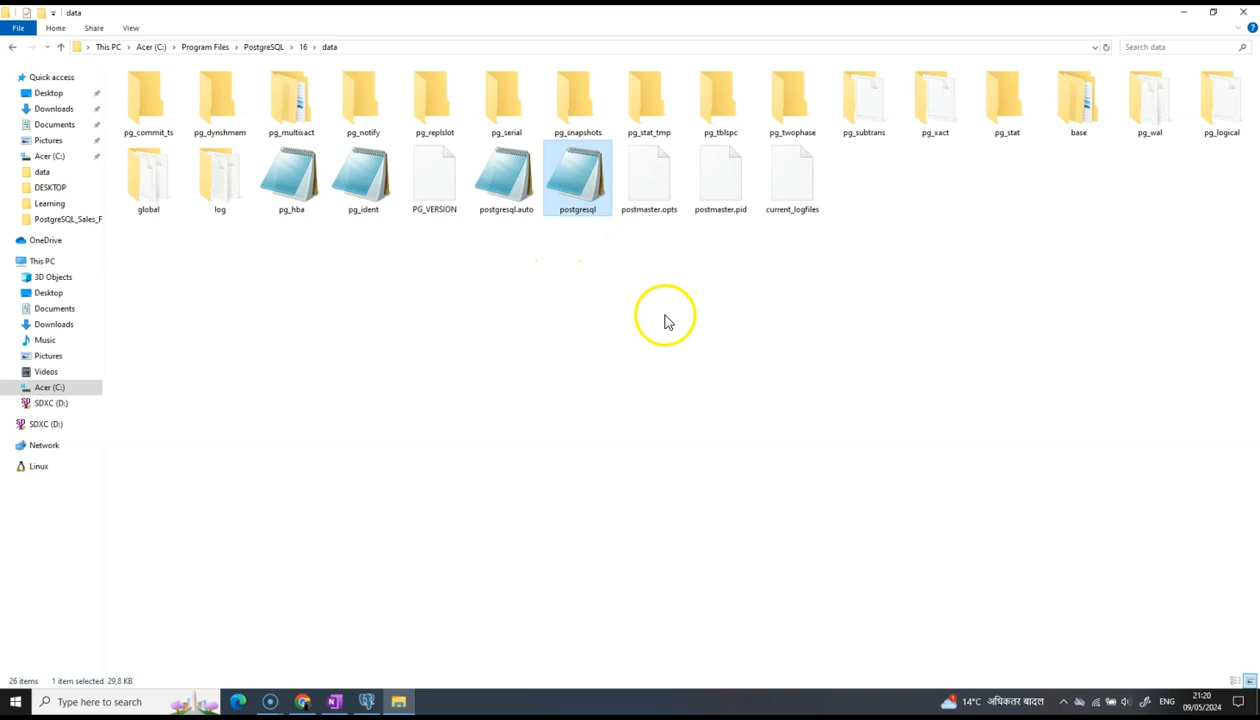 data
File Home Share View
This PC Acer (C:) Program Files PostgreSQL 16 data Search data
Quick access
Desktop
Downloads
Documents
Pictures
Acer (C:)
data
DESKTOP
Learning
PostgreSQL_Sales_F
OneDrive
This PC
3D Objects
Desktop
Documents
Downloads
Music
Pictures
Videos
Acer (C:)
SDXC (D:)
SDXC (D:)
Network
Linux
pg_commit_ts pg_dynshmem pg_multixact pg_notify pg_replslot pg_serial pg_snapshots pg_stat_tmp pg_tblspc pg_twophase pg_subtrans pg_xact pg_stat base pg_wal pg_logical
global log pg_hba pg_ident PG_VERSION postgresql.auto postgresql postmaster.opts postmaster.pid current_logfiles
26 items 1 item selected 29,8 KB
Type here to search 14°C अधिकतर बादल ENG 21:20
09/05/2024